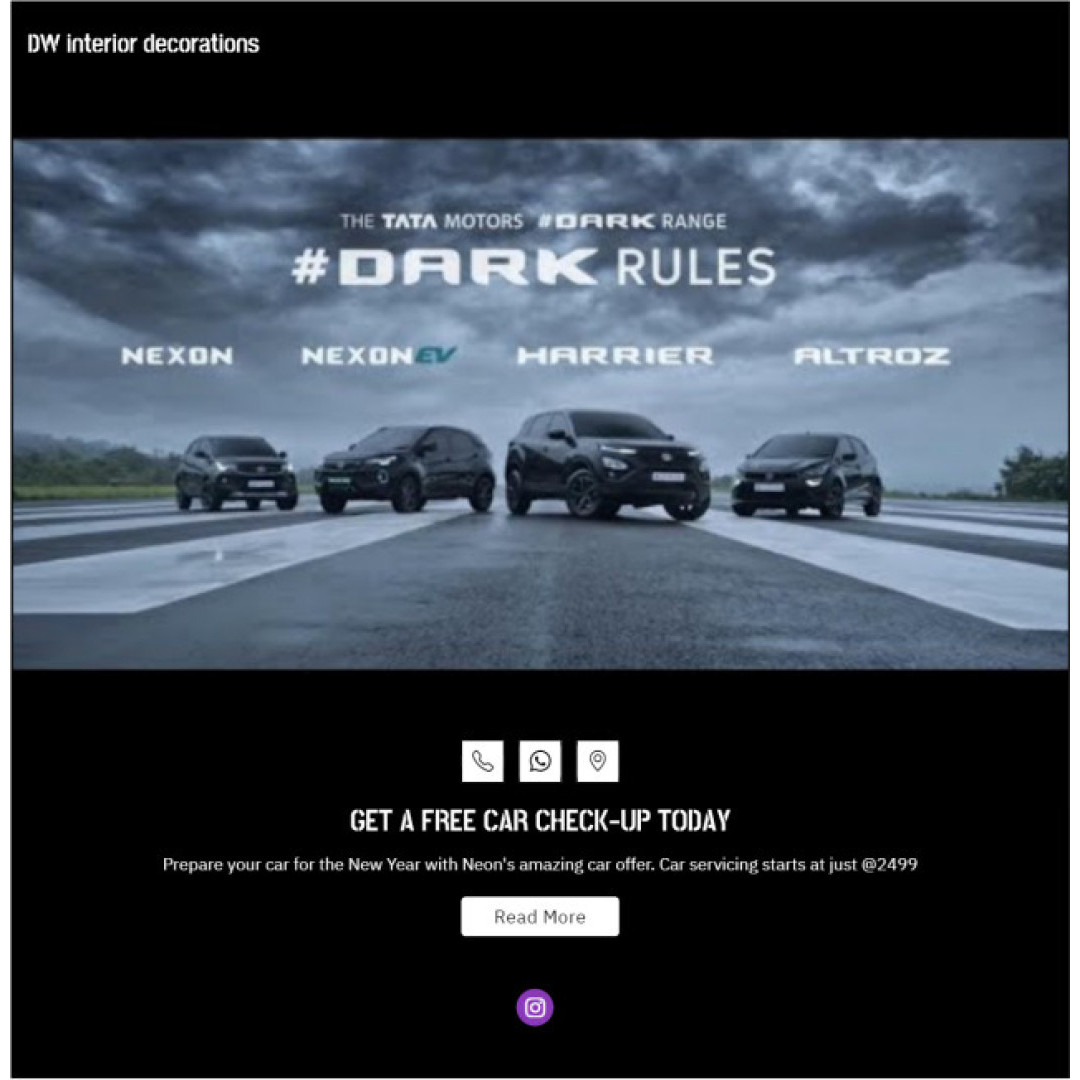 DW interior decorations
THE TATA MOTORS #DARK RANGE
#DARK RULES
NEXON NEXON EV HARRIER ALTROZ
GET A FREE CAR CHECK-UP TODAY
Prepare your car for the New Year with Neon's amazing car offer. Car servicing starts at just @2499
Read More